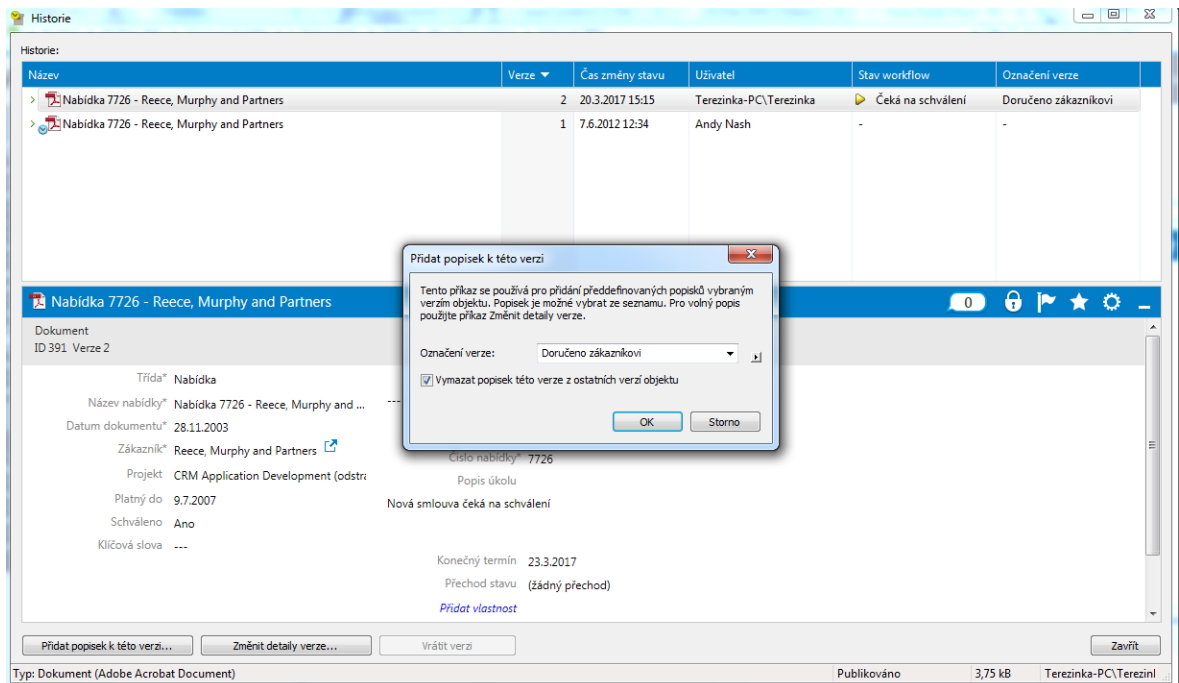 Historie
Historie:
Název Verze Čas změny stavu Uživatel Stav workflow Označení verze
Nabídka 7726 - Reece, Murphy and Partners 2 20.3.2017 15:15 Terezinka-PC\Terezinka Čeká na schválení Doručeno zákazníkovi
Nabídka 7726 - Reece, Murphy and Partners 1 7.6.2012 12:34 Andy Nash - -
Přidat popisek k této verzi
Tento příkaz se používá pro přidání předdefinovaných popisků vybraným
verzím objektu. Popisek je možné vybrat ze seznamu. Pro volný popis
použijte příkaz Změnit detaily verze.
Označení verze: Doručeno zákazníkovi
Vymazat popisek této verze z ostatních verzí objektu
OK Storno
Nabídka 7726 - Reece, Murphy and Partners 0
Dokument
ID 391 Verze 2
Třída* Nabídka
Název nabídky* Nabídka 7726 - Reece, Murphy and ...
Datum dokumentu* 28.11.2003
Zákazník* Reece, Murphy and Partners
Projekt CRM Application Development (odstra
Platný do 9.7.2007
Schváleno Ano
Klíčová slova ---
---
Číslo nabídky* 7726
Popis úkolu
Nová smlouva čeká na schválení
Konečný termín 23.3.2017
Přechod stavu (žádný přechod)
Přidat vlastnost
Přidat popisek k této verzi... Změnit detaily verze... Vrátit verzi Zavřít
Typ: Dokument (Adobe Acrobat Document) Publikováno 3,75 kB Terezinka-PC\Terezinl